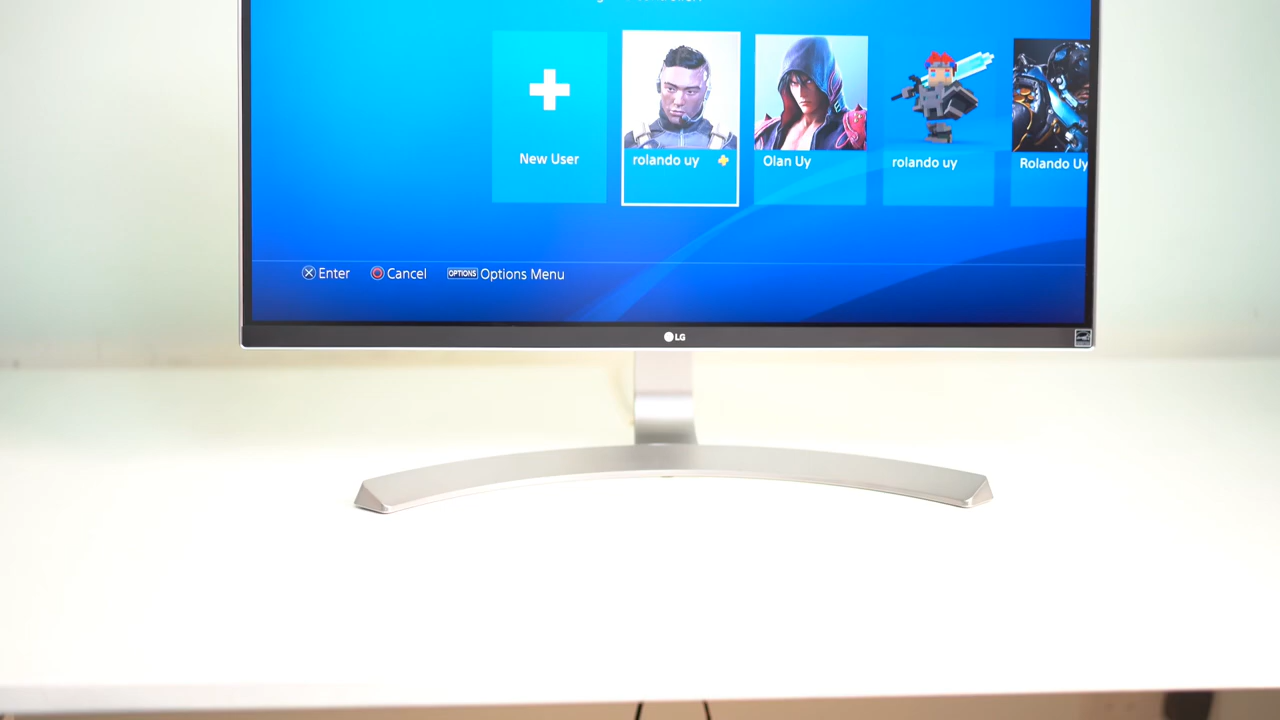 New User
rolando uy
Olan Uy
rolando uy
Rolando Uy
Enter
Cancel
OPTIONS Options Menu
LG